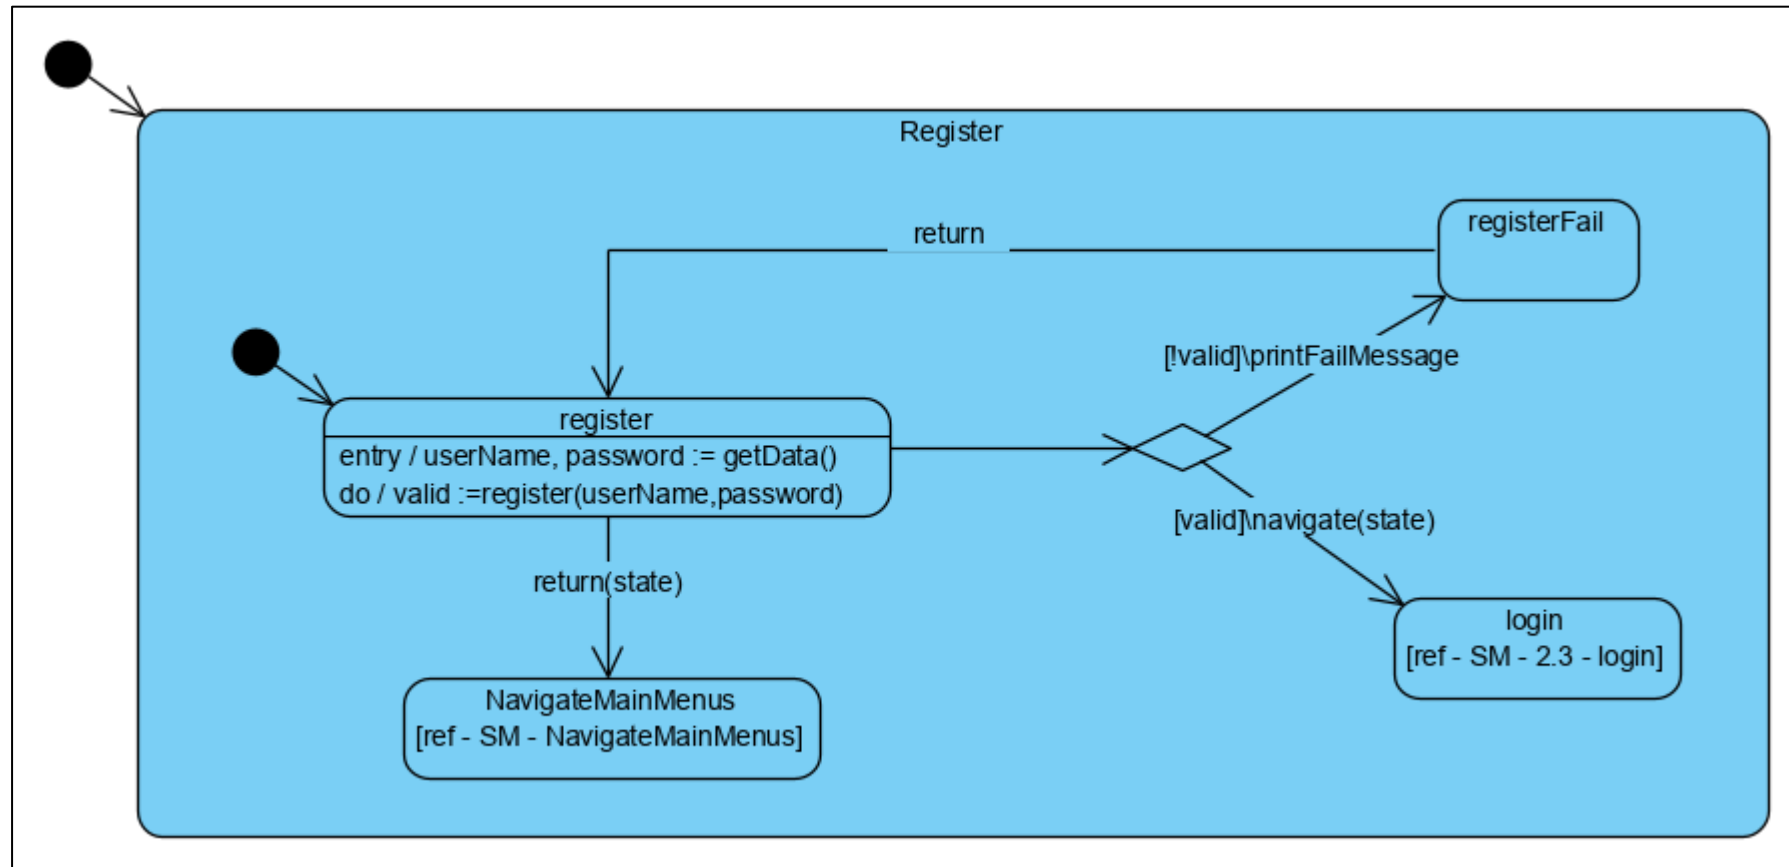 Register
registerFail
return
[!valid]\printFailMessage
register
entry / userName, password := getData()
do / valid :=register(userName,password)
[valid]\navigate(state)
return(state)
login
[ref - SM - 2.3 - login]
NavigateMainMenus
[ref - SM - NavigateMainMenus]